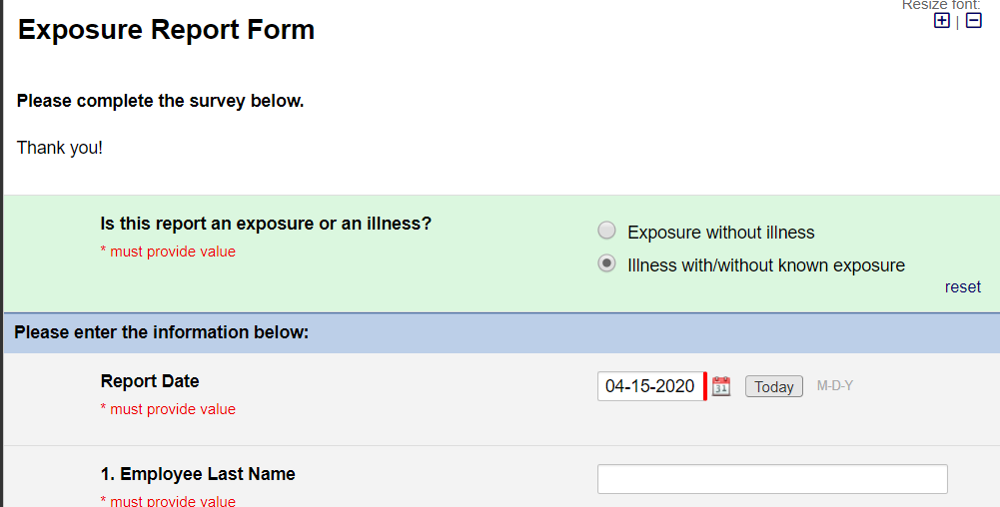 Resize font:
Exposure Report Form
|
Please complete the survey below.
Thank you!
Is this report an exposure or an illness?
* must provide value
Exposure without illness
Illness with/without known exposure
reset
Please enter the information below:
Report Date
* must provide value
04-15-2020 31 Today M-D-Y
1. Employee Last Name
* must provide value